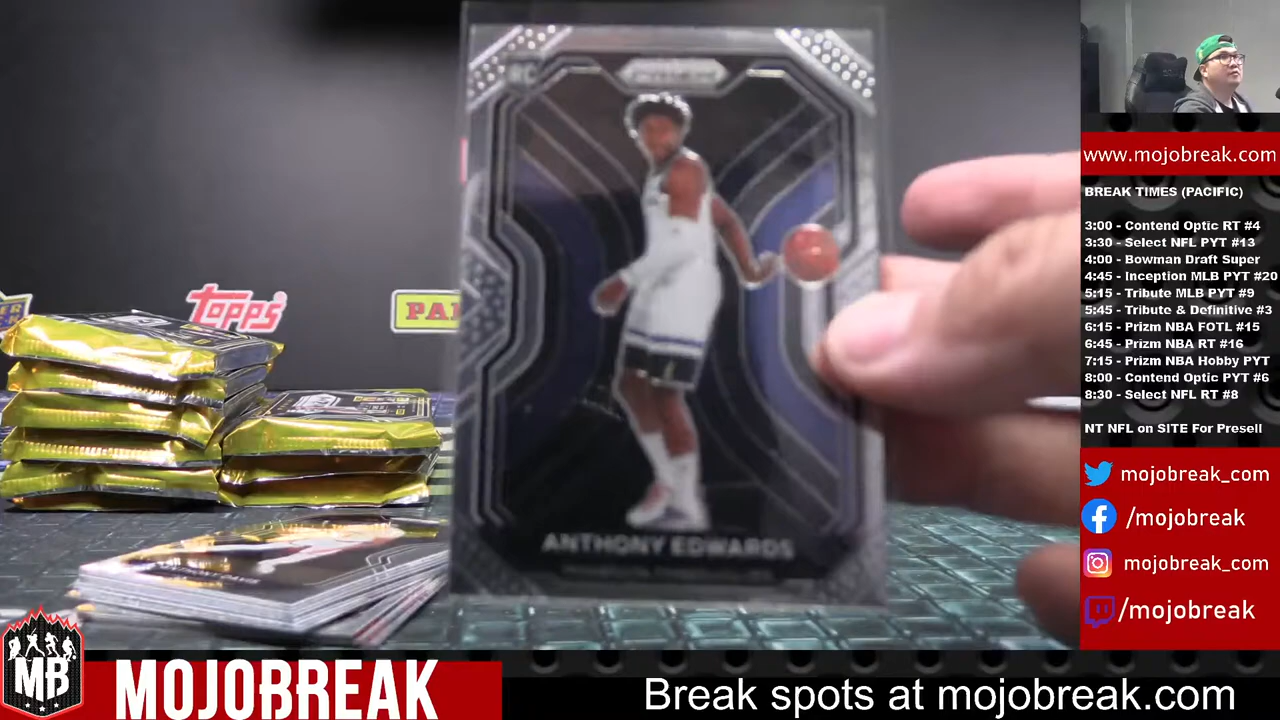 RC
PRIZM
ANTHONY EDWARDS
TOPPS
PA
www.mojobreak.com
BREAK TIMES (PACIFIC)
3:00 - Contend Optic RT #4
3:30 - Select NFL PYT #13
4:00 - Bowman Draft Super
4:45 - Inception MLB PYT #20
5:15 - Tribute MLB PYT #9
5:45 - Tribute & Definitive #3
6:15 - Prizm NBA FOTL #15
6:45 - Prizm NBA RT #16
7:15 - Prizm NBA Hobby PYT
8:00 - Contend Optic PYT #6
8:30 - Select NFL RT #8
NT NFL on SITE For Presell
mojobreak_com
/mojobreak
mojobreak_com
/mojobreak
MB
MOJOBREAK
Break spots at mojobreak.com